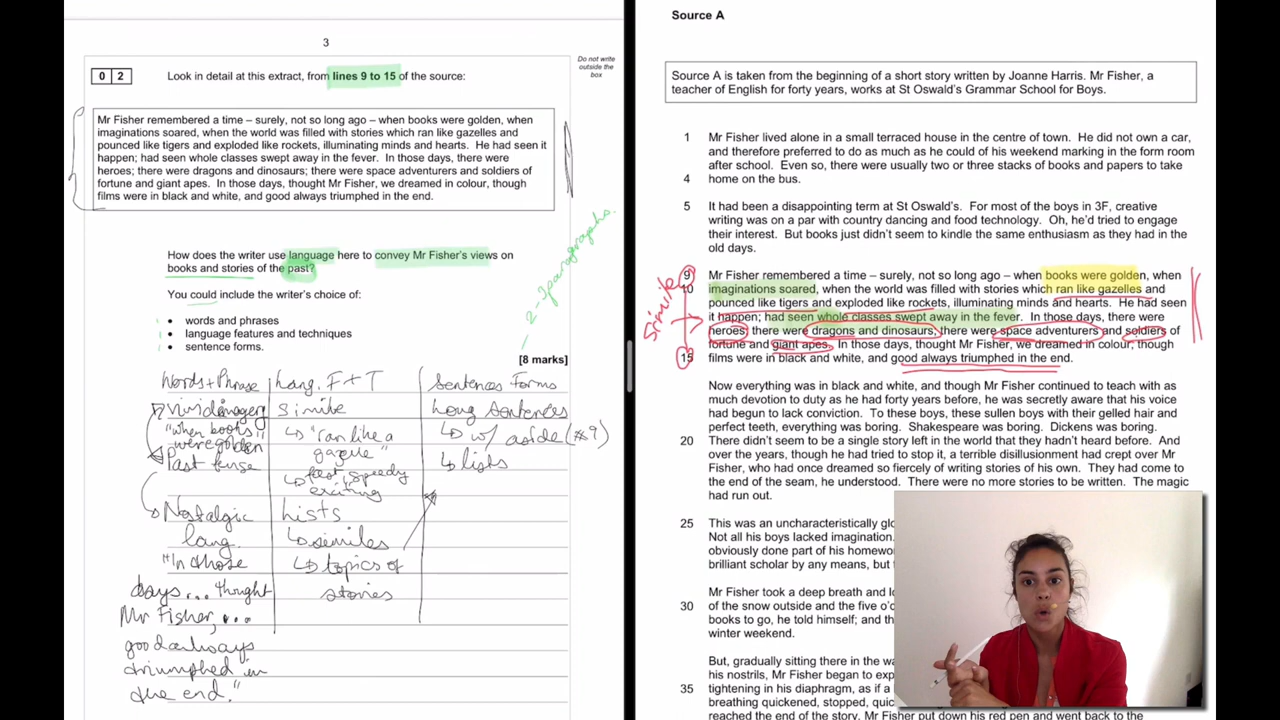 3
Do not write
outside the
box
0 2
Look in detail at this extract, from lines 9 to 15 of the source:
Mr Fisher remembered a time – surely, not so long ago – when books were golden, when
imaginations soared, when the world was filled with stories which ran like gazelles and
pounced like tigers and exploded like rockets, illuminating minds and hearts. He had seen it
happen; had seen whole classes swept away in the fever. In those days, there were
heroes; there were dragons and dinosaurs; there were space adventurers and soldiers of
fortune and giant apes. In those days, thought Mr Fisher, we dreamed in colour, though
films were in black and white, and good always triumphed in the end.
2-3 paragraphs.
How does the writer use language here to convey Mr Fisher's views on
books and stories of the past?
You could include the writer's choice of:
• words and phrases
• language features and techniques
• sentence forms.
[8 marks]
Words + Phrase
vivid imagery
"when books
were golden
Past tense
Nostalgic
lang.
"In those
days... thought
Mr Fisher, ...
good always
triumphed in
the end."
Lang. F + T
Simile
↳ "ran like a
gazelle"
↳ fast, speedy
exciting
Lists
↳ similes
↳ topics of
stories
Sentences Forms
Long Sentences
↳ w/ aside (#9)
↳ lists
Source A
Source A is taken from the beginning of a short story written by Joanne Harris. Mr Fisher, a
teacher of English for forty years, works at St Oswald's Grammar School for Boys.
1 Mr Fisher lived alone in a small terraced house in the centre of town. He did not own a car,
and therefore preferred to do as much as he could of his weekend marking in the form room
after school. Even so, there were usually two or three stacks of books and papers to take
4 home on the bus.
5 It had been a disappointing term at St Oswald's. For most of the boys in 3F, creative
writing was on a par with country dancing and food technology. Oh, he'd tried to engage
their interest. But books just didn't seem to kindle the same enthusiasm as they had in the
old days.
Simile
9 Mr Fisher remembered a time – surely, not so long ago – when books were golden, when
10 imaginations soared, when the world was filled with stories which ran like gazelles and
pounced like tigers and exploded like rockets, illuminating minds and hearts. He had seen
it happen; had seen whole classes swept away in the fever. In those days, there were
heroes; there were dragons and dinosaurs; there were space adventurers and soldiers of
fortune and giant apes. In those days, thought Mr Fisher, we dreamed in colour, though
15 films were in black and white, and good always triumphed in the end.
Now everything was in black and white, and though Mr Fisher continued to teach with as
much devotion to duty as he had forty years before, he was secretly aware that his voice
had begun to lack conviction. To these boys, these sullen boys with their gelled hair and
perfect teeth, everything was boring. Shakespeare was boring. Dickens was boring.
20 There didn't seem to be a single story left in the world that they hadn't heard before. And
over the years, though he had tried to stop it, a terrible disillusionment had crept over Mr
Fisher, who had once dreamed so fiercely of writing stories of his own. They had come to
the end of the seam, he understood. There were no more stories to be written. The magic
had run out.
25 This was an uncharacteristically
Not all his boys lacked imagination.
obviously done part of his
brilliant scholar by any means, but
Mr Fisher took a deep breath and
30 of the snow outside and the five
books to go, he told himself; and
winter weekend.
But, gradually sitting there in the
his nostrils, Mr Fisher began to
35 tightening in his diaphragm, as if a
breathing quickened, stopped,
reached the end of the story. Mr Fisher put down his red pen and went back to the